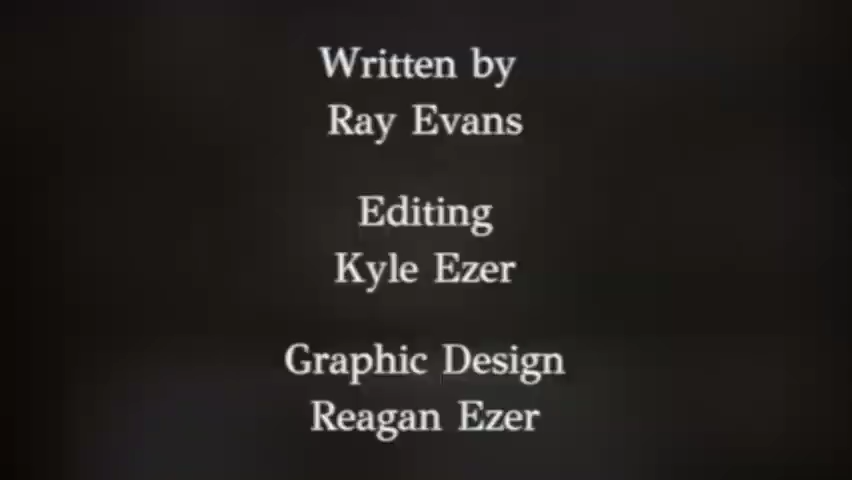 Written by
Ray Evans
Editing
Kyle Ezer
Graphic Design
Reagan Ezer